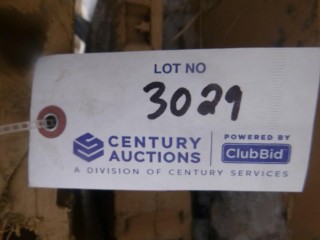 LOT NO
3029
CENTURY AUCTIONS
POWERED BY
ClubBid
A DIVISION OF CENTURY SERVICES